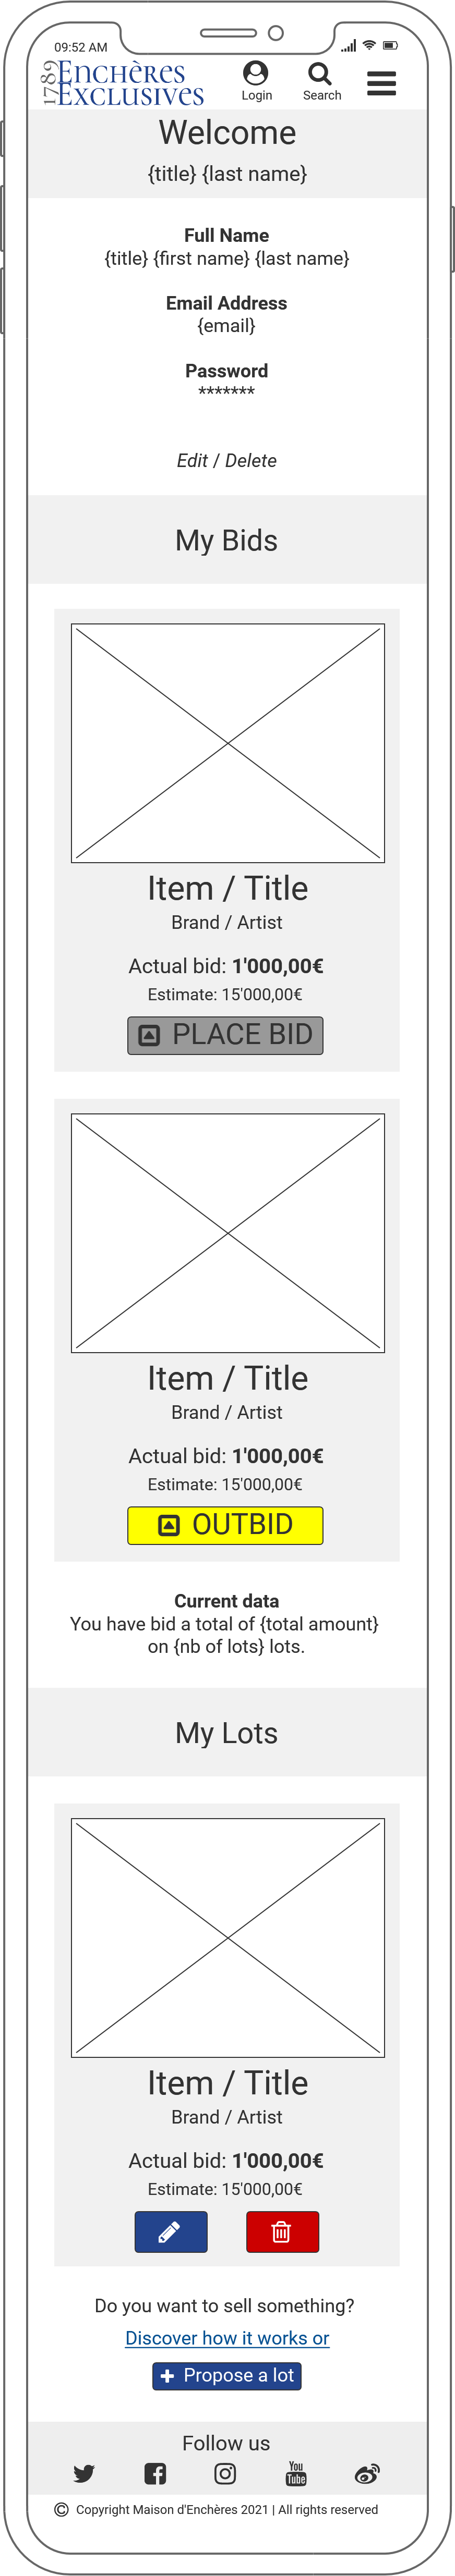 09:52 AM
1789
Enchères
Exclusives
Login
Search
Welcome
{title} {last name}
Full Name
{title} {first name} {last name}
Email Address
{email}
Password
*******
Edit / Delete
My Bids
Item / Title
Brand / Artist
Actual bid: 1'000,00€
Estimate: 15'000,00€
PLACE BID
Item / Title
Brand / Artist
Actual bid: 1'000,00€
Estimate: 15'000,00€
OUTBID
Current data
You have bid a total of {total amount}
on {nb of lots} lots.
My Lots
Item / Title
Brand / Artist
Actual bid: 1'000,00€
Estimate: 15'000,00€
Do you want to sell something?
Discover how it works or
Propose a lot
Follow us
You
Tube
© Copyright Maison d'Enchères 2021 | All rights reserved